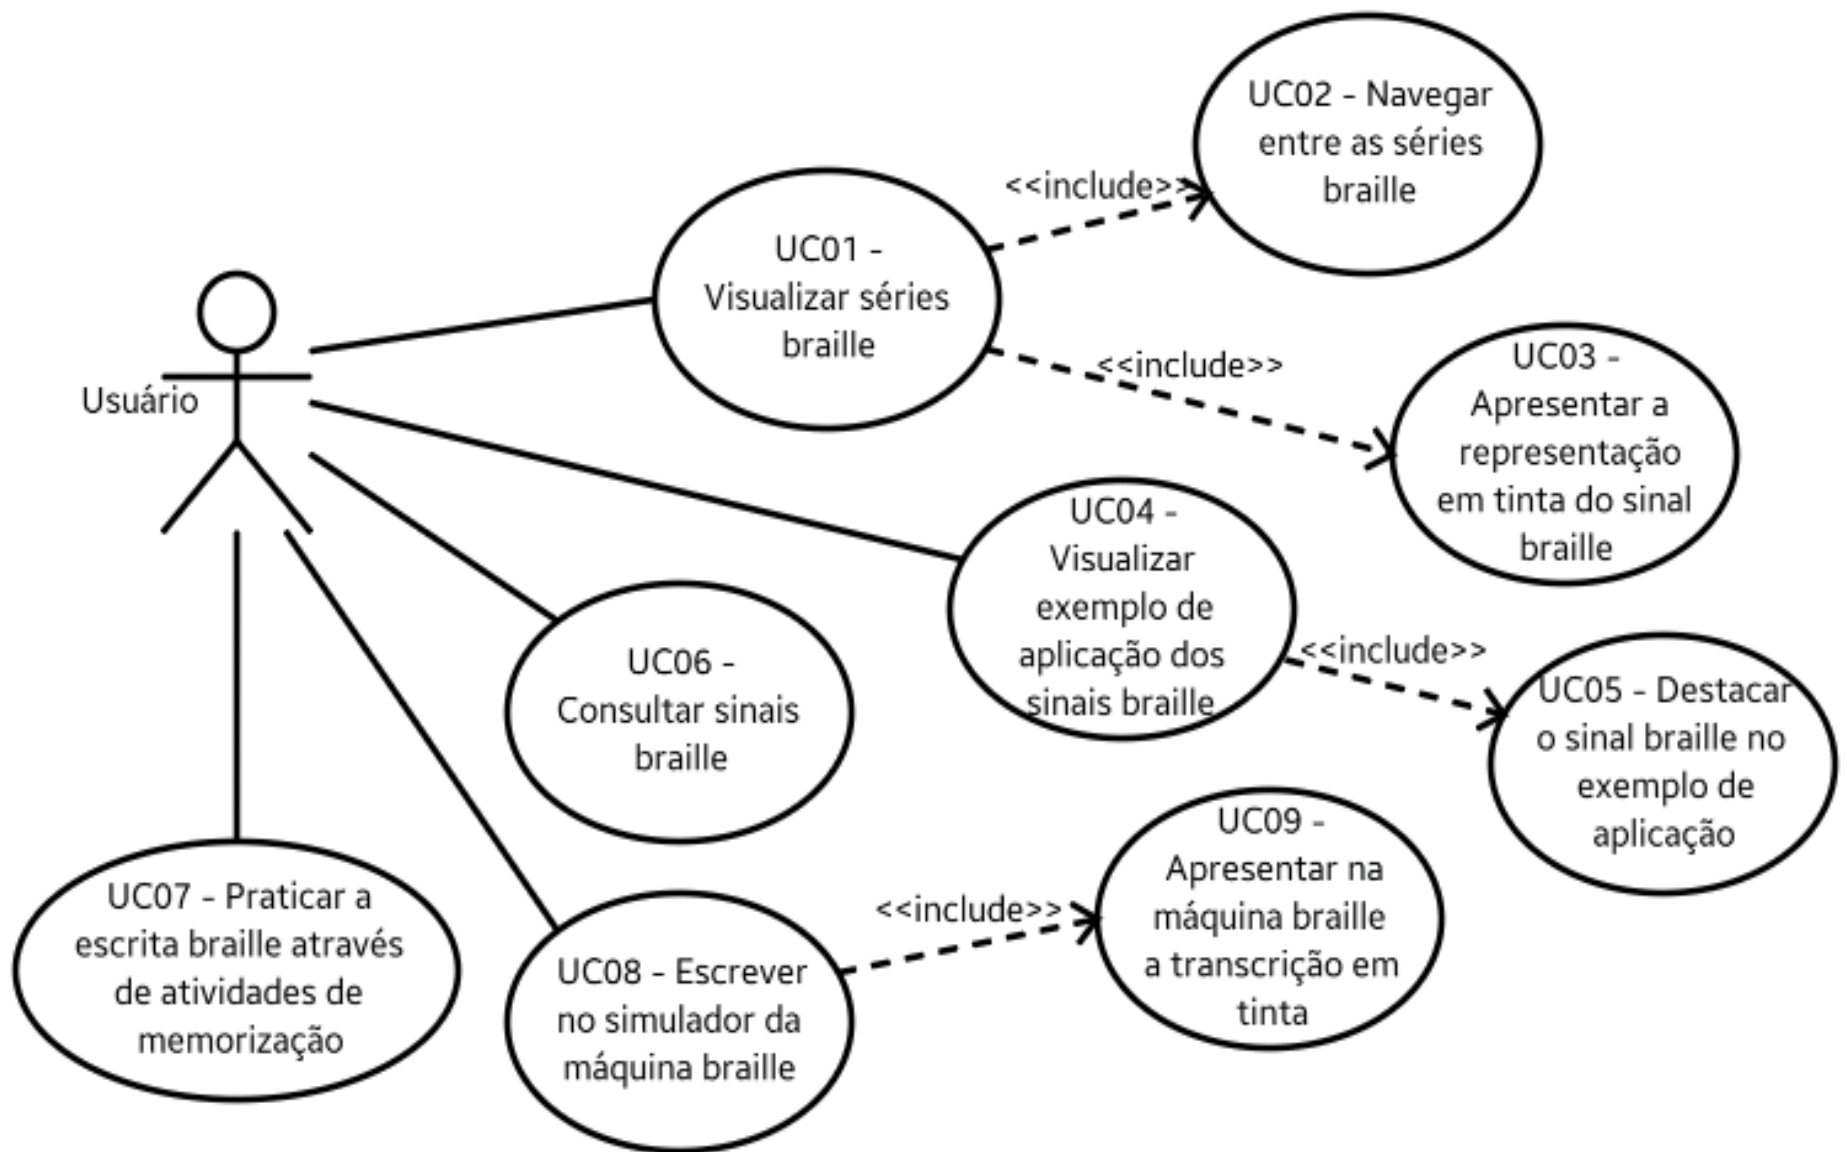 UC02 - Navegar
entre as séries
braille
<<include>>
UC01 -
Visualizar séries
braille
<<include>>
UC03 -
Apresentar a
representação
em tinta do sinal
braille
Usuário
UC04 -
Visualizar
exemplo de
aplicação dos
sinais braille
<<include>>
UC05 - Destacar
o sinal braille no
exemplo de
aplicação
UC06 -
Consultar sinais
braille
UC09 -
Apresentar na
máquina braille
a transcrição em
tinta
<<include>>
UC07 - Praticar a
escrita braille através
de atividades de
memorização
UC08 - Escrever
no simulador da
máquina braille